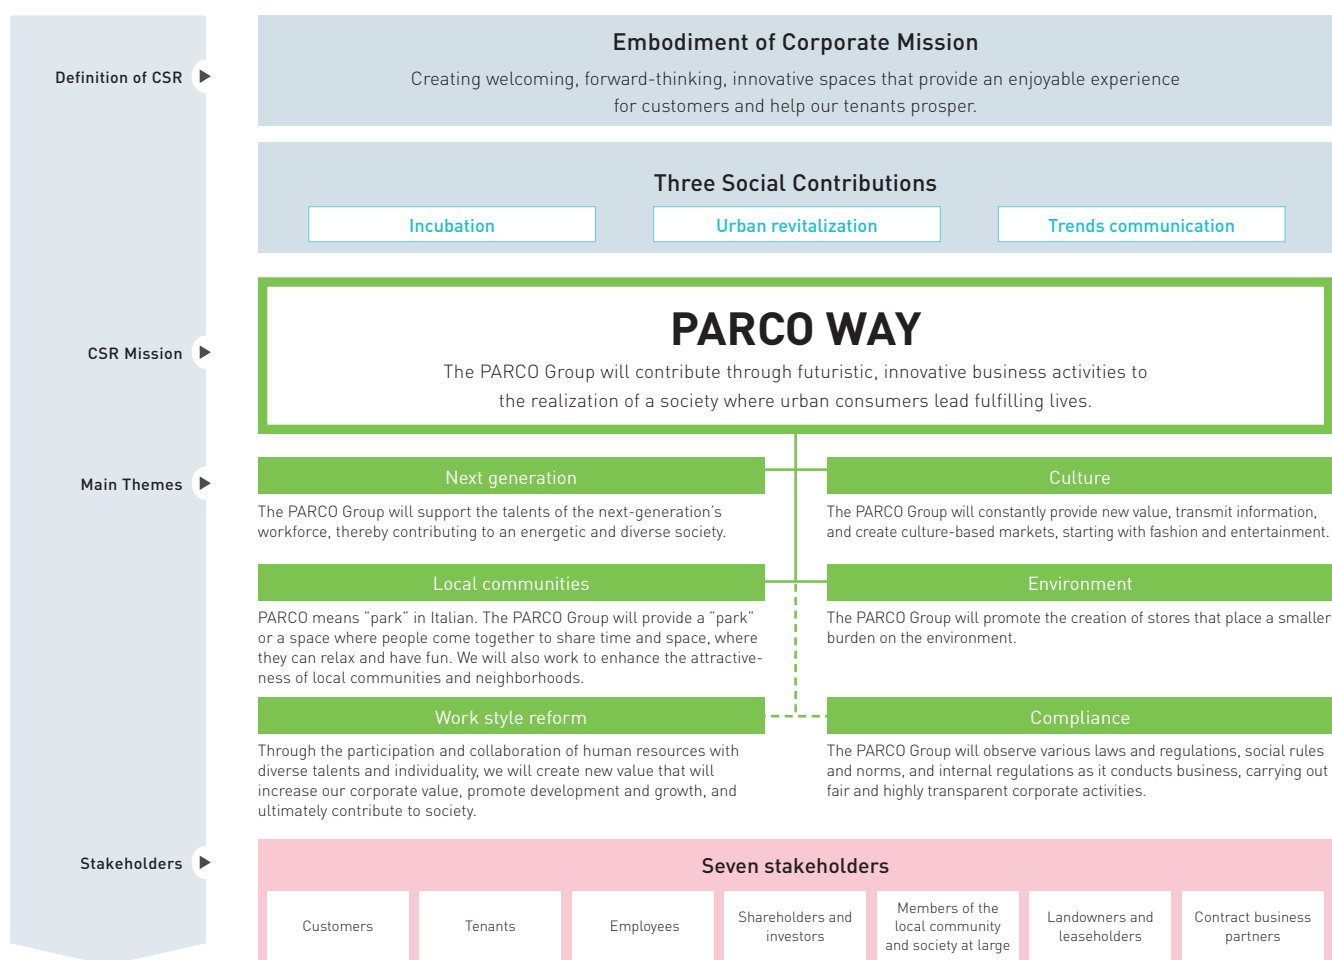 Definition of CSR
Embodiment of Corporate Mission
Creating welcoming, forward-thinking, innovative spaces that provide an enjoyable experience
for customers and help our tenants prosper.
Three Social Contributions
Incubation
Urban revitalization
Trends communication
CSR Mission
PARCO WAY
The PARCO Group will contribute through futuristic, innovative business activities to
the realization of a society where urban consumers lead fulfilling lives.
Main Themes
Next generation
The PARCO Group will support the talents of the next-generation's
workforce, thereby contributing to an energetic and diverse society.
Culture
The PARCO Group will constantly provide new value, transmit information,
and create culture-based markets, starting with fashion and entertainment.
Local communities
PARCO means “park” in Italian. The PARCO Group will provide a “park”
or a space where people come together to share time and space, where
they can relax and have fun. We will also work to enhance the attractive-
ness of local communities and neighborhoods.
Environment
The PARCO Group will promote the creation of stores that place a smaller
burden on the environment.
Work style reform
Through the participation and collaboration of human resources with
diverse talents and individuality, we will create new value that will
increase our corporate value, promote development and growth, and
ultimately contribute to society.
Compliance
The PARCO Group will observe various laws and regulations, social rules
and norms, and internal regulations as it conducts business, carrying out
fair and highly transparent corporate activities.
Stakeholders
Seven stakeholders
Customers
Tenants
Employees
Shareholders and
investors
Members of the
local community
and society at large
Landowners and
leaseholders
Contract business
partners